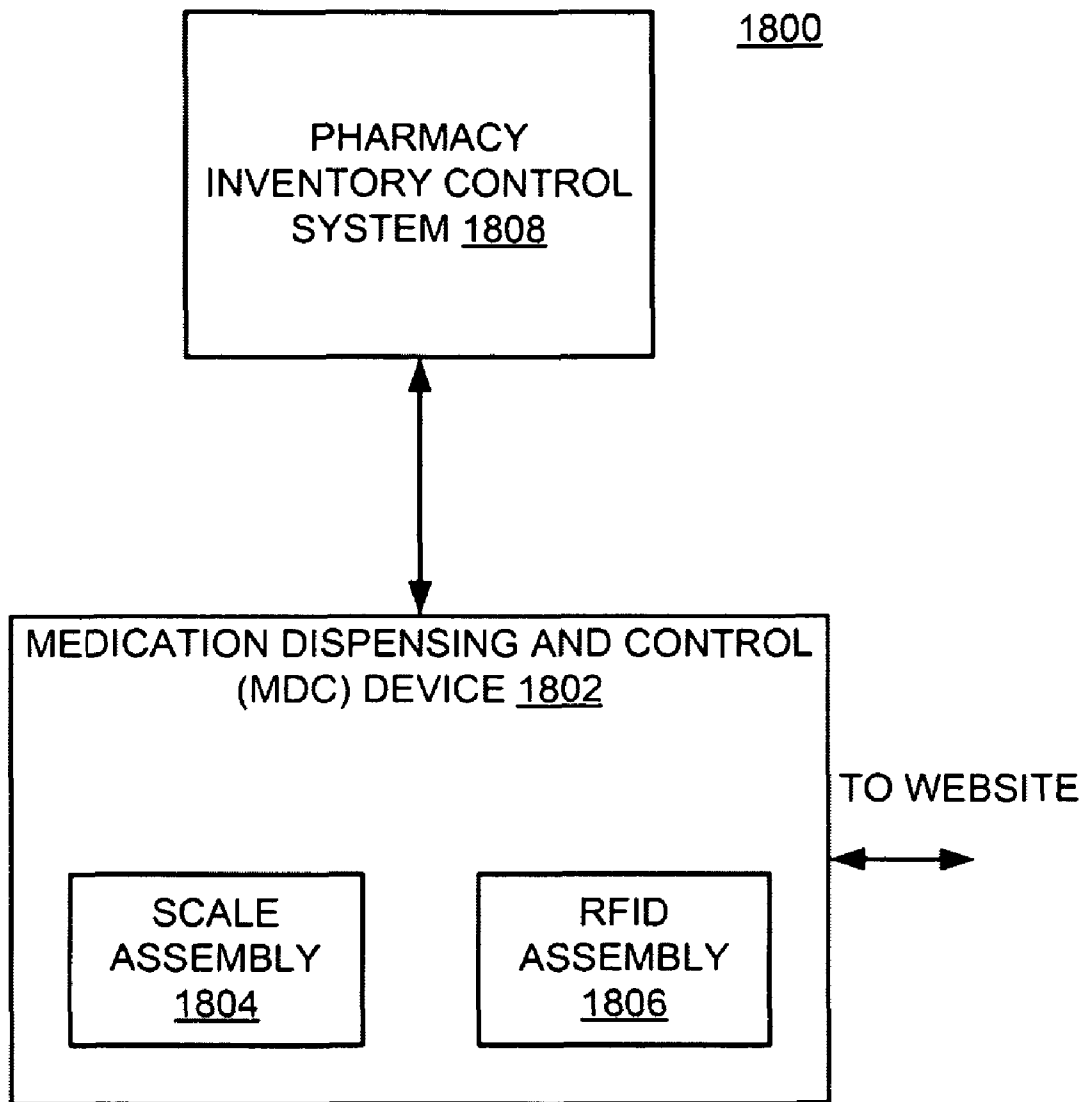 1800
PHARMACY
INVENTORY CONTROL
SYSTEM 1808
MEDICATION DISPENSING AND CONTROL
(MDC) DEVICE 1802
TO WEBSITE
SCALE
ASSEMBLY
1804
RFID
ASSEMBLY
1806